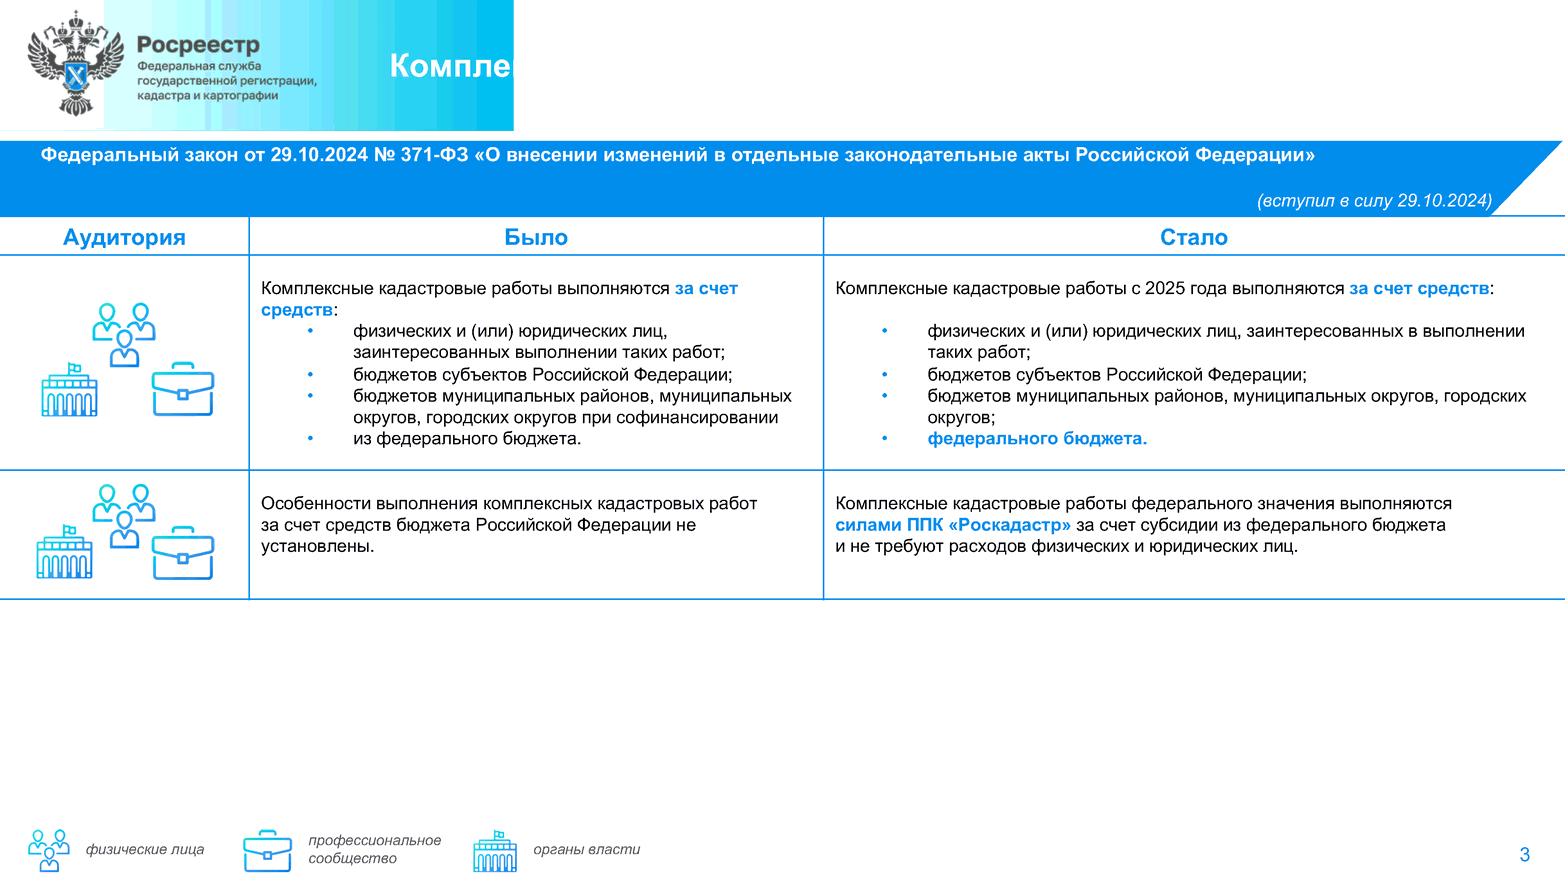 Росреестр
Федеральная служба
государственной регистрации,
кадастра и картографии
Компле
Федеральный закон от 29.10.2024 № 371-ФЗ «О внесении изменений в отдельные законодательные акты Российской Федерации»
(вступил в силу 29.10.2024)
Аудитория
Было
Стало
Комплексные кадастровые работы выполняются за счет
средств:
• физических и (или) юридических лиц,
заинтересованных выполнении таких работ;
• бюджетов субъектов Российской Федерации;
• бюджетов муниципальных районов, муниципальных
округов, городских округов при софинансировании
• из федерального бюджета.
Комплексные кадастровые работы с 2025 года выполняются за счет средств:
• физических и (или) юридических лиц, заинтересованных в выполнении
таких работ;
• бюджетов субъектов Российской Федерации;
• бюджетов муниципальных районов, муниципальных округов, городских
округов;
• федерального бюджета.
Особенности выполнения комплексных кадастровых работ
за счет средств бюджета Российской Федерации не
установлены.
Комплексные кадастровые работы федерального значения выполняются
силами ППК «Роскадастр» за счет субсидии из федерального бюджета
и не требуют расходов физических и юридических лиц.
физические лица
профессиональное
сообщество
органы власти
3